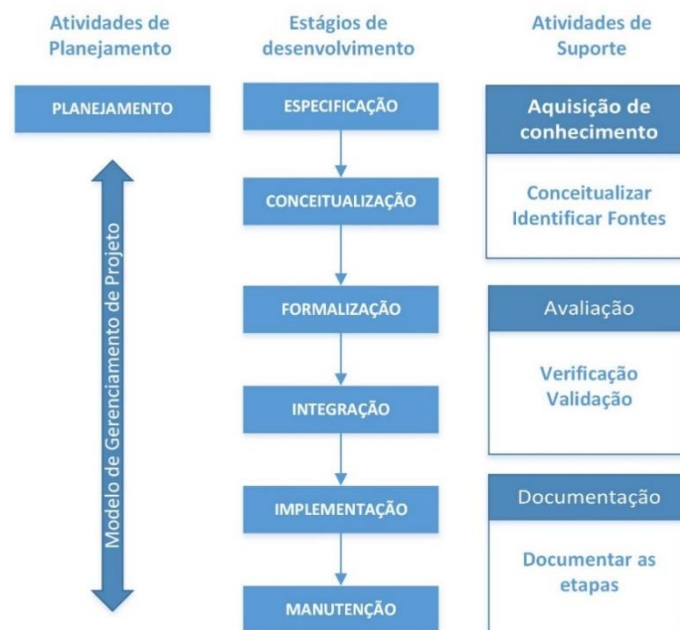 Atividades de
Planejamento
PLANEJAMENTO
Modelo de Gerenciamento de Projeto
Estágios de
desenvolvimento
ESPECIFICAÇÃO
CONCEITUALIZAÇÃO
FORMALIZAÇÃO
INTEGRAÇÃO
IMPLEMENTAÇÃO
MANUTENÇÃO
Atividades de
Suporte
Aquisição de
conhecimento
Conceitualizar
Identificar Fontes
Avaliação
Verificação
Validação
Documentação
Documentar as
etapas